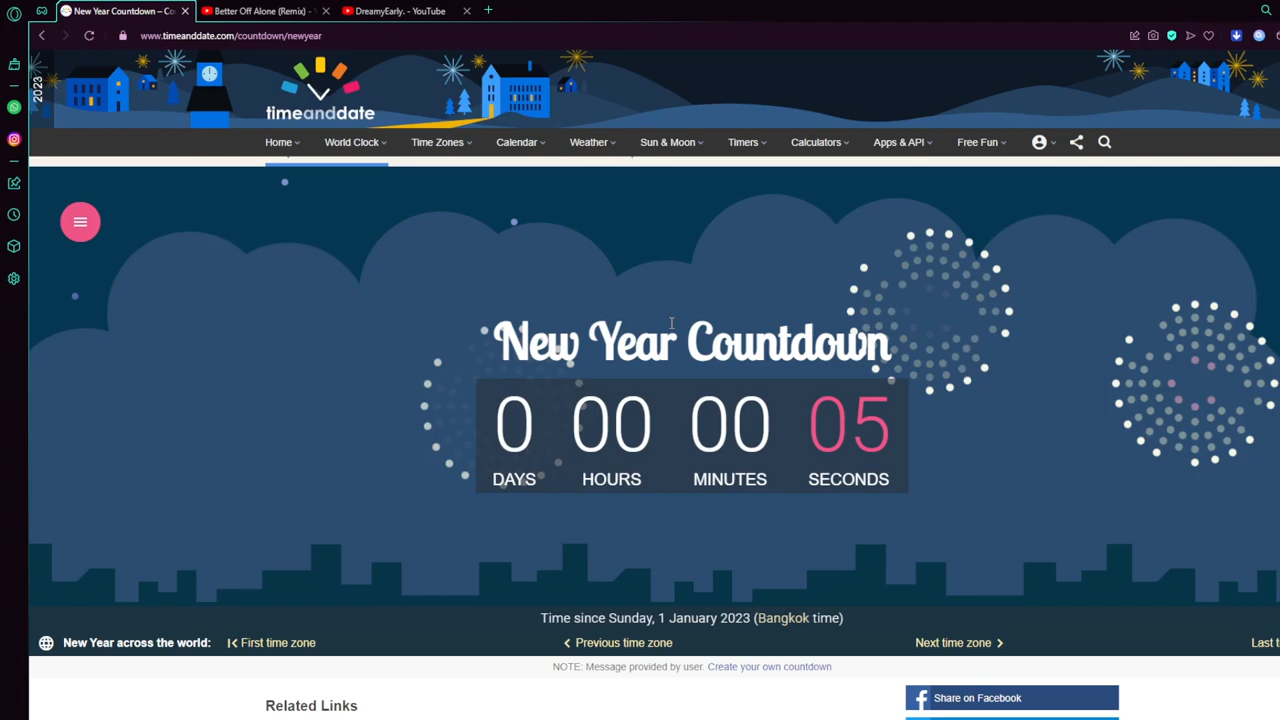 New Year Countdown – Co
Better Off Alone (Remix) -
DreamyEarly. - YouTube
www.timeanddate.com/countdown/newyear
2023
timeanddate
Home
World Clock
Time Zones
Calendar
Weather
Sun & Moon
Timers
Calculators
Apps & API
Free Fun
New Year Countdown
0 00 00 05
DAYS HOURS MINUTES SECONDS
Time since Sunday, 1 January 2023 (Bangkok time)
New Year across the world: First time zone Previous time zone Next time zone Last t
NOTE: Message provided by user. Create your own countdown
Related Links
Share on Facebook